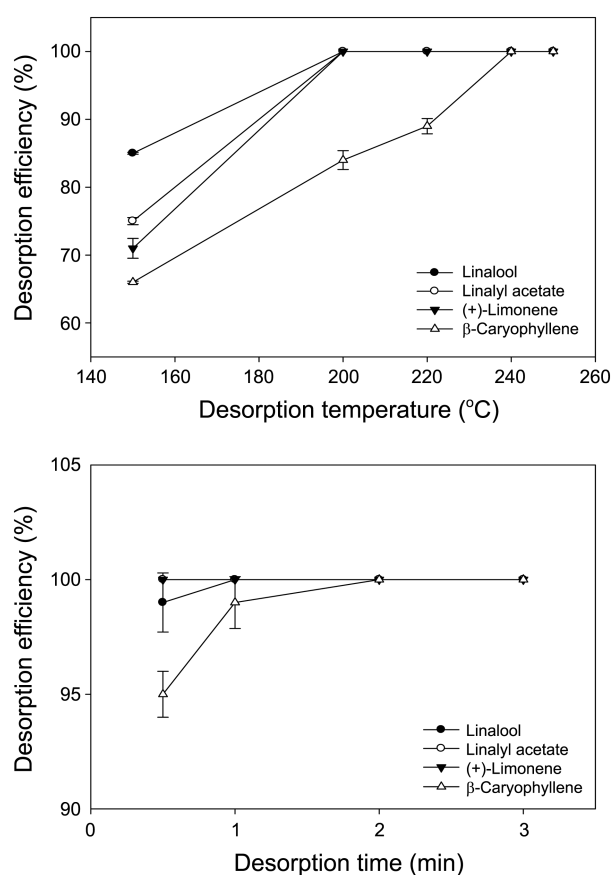 Desorption efficiency (%)
100
90
80
70
60
Linalool
Linalyl acetate
(+)-Limonene
β-Caryophyllene
140 160 180 200 220 240 260
Desorption temperature (°C)
Desorption efficiency (%)
105
100
95
90
Linalool
Linalyl acetate
(+)-Limonene
β-Caryophyllene
0 1 2 3
Desorption time (min)